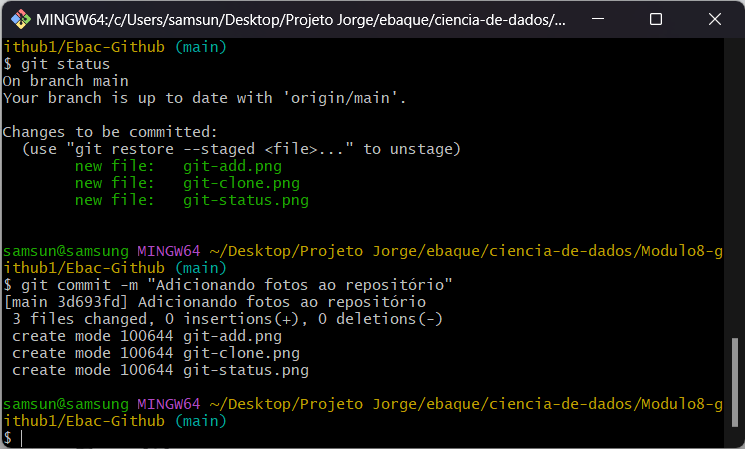 MINGW64:/c/Users/samsun/Desktop/Projeto Jorge/ebaque/ciencia-de-dados/...
ithub1/Ebac-Github (main)
$ git status
On branch main
Your branch is up to date with 'origin/main'.
Changes to be committed:
  (use "git restore --staged <file>..." to unstage)
        new file:   git-add.png
        new file:   git-clone.png
        new file:   git-status.png
samsun@samsung MINGW64 ~/Desktop/Projeto Jorge/ebaque/ciencia-de-dados/Modulo8-g
ithub1/Ebac-Github (main)
$ git commit -m "Adicionando fotos ao repositório"
[main 3d693fd] Adicionando fotos ao repositório
 3 files changed, 0 insertions(+), 0 deletions(-)
 create mode 100644 git-add.png
 create mode 100644 git-clone.png
 create mode 100644 git-status.png
samsun@samsung MINGW64 ~/Desktop/Projeto Jorge/ebaque/ciencia-de-dados/Modulo8-g
ithub1/Ebac-Github (main)
$